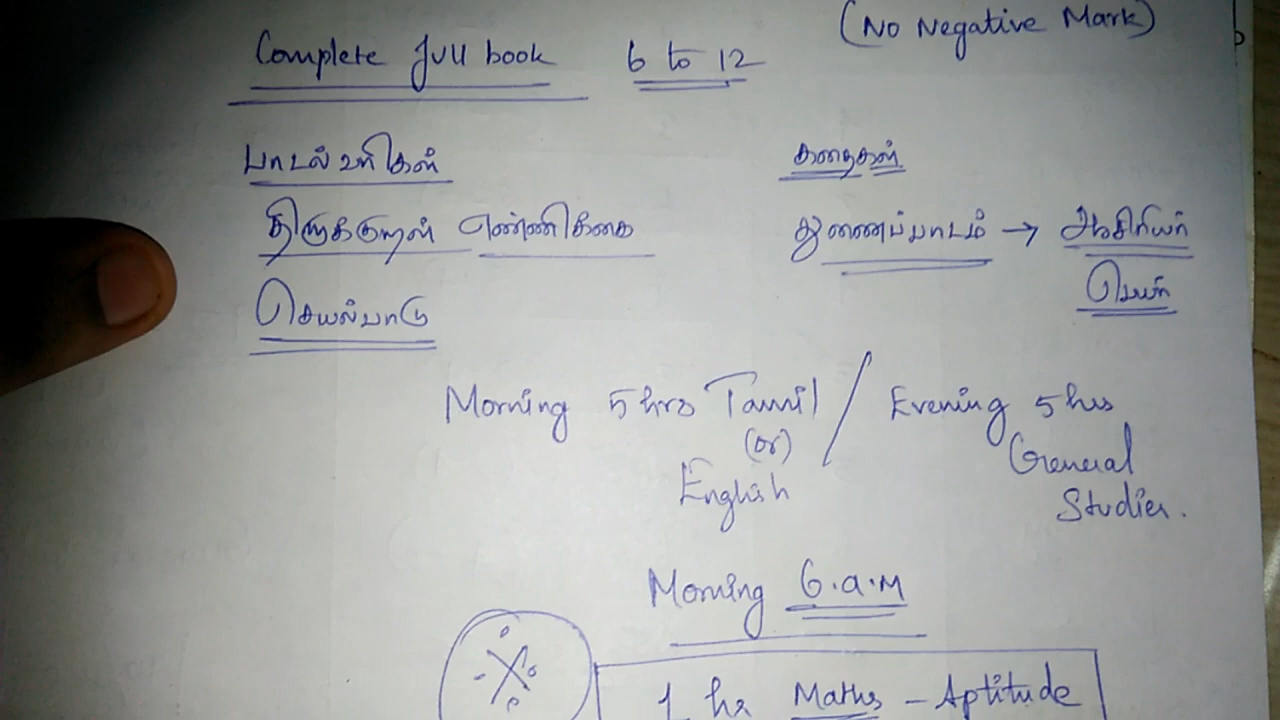 (No Negative Mark)
Complete full book 6 to 12
பாடல் வரிகள் கதைகள்
திருக்குறள் எண்ணிக்கை துணைப்பாடம் → ஆசிரியர்
பெயர்
செயல்பாடு
Morning 5 hrs Tamil / Evening 5 hrs
(or) General
English Studies.
Morning 6.a.m
1 hr Maths - Aptitude